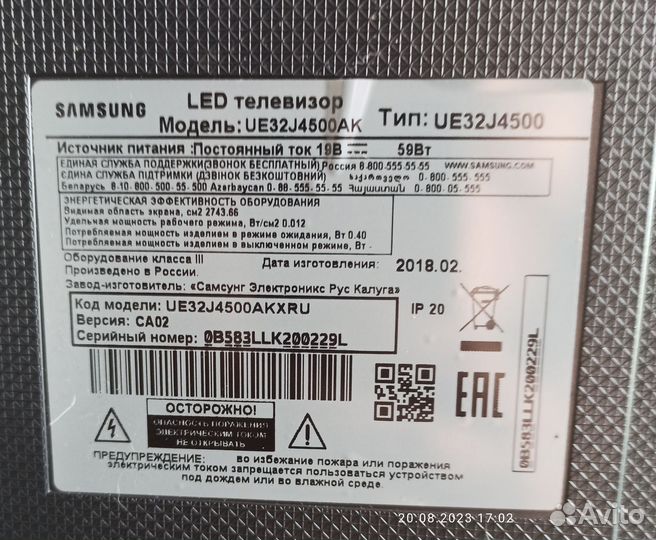 SAMSUNG
LED телевизор
Модель: UE32J4500AK
Тип: UE32J4500
Источник питания :Постоянный ток 19В 59Вт
ЕДИНАЯ СЛУЖБА ПОДДЕРЖКИ(ЗВОНОК БЕСПЛАТНЫЙ)Россия 8-800-555-55-55 WWW.SAMSUNG.COM
ЄДИНА СЛУЖБА ПІДТРИМКИ (ДЗВІНОК БЕЗКОШТОВНИЙ) საქართველო 0-800-555-555
Беларусь 8-10-800-500-55-500 Azərbaycan 0-88-555-55-55 Հայաստան 0-800-05-555
ЭНЕРГЕТИЧЕСКАЯ ЭФФЕКТИВНОСТЬ ОБОРУДОВАНИЯ
Видимая область экрана, см2 2743.66
Удельная мощность рабочего режима, Вт/см2 0.012
Потребляемая мощность изделием в режиме ожидания, Вт 0.40
Потребляемая мощность изделием в выключенном режиме, Вт -
Оборудование класса III
Дата изготовления: 2018.02.
Произведено в России.
Завод-изготовитель: «Самсунг Электроникс Рус Калуга»
Код модели: UE32J4500AKXRU
IP 20
Версия: CA02
Серийный номер: 0B583LLK200229L
0B583LLK200229L
EAC
ОСТОРОЖНО!
ОПАСНОСТЬ ПОРАЖЕНИЯ
ЭЛЕКТРИЧЕСКИМ ТОКОМ
НЕ ОТКРЫВАТЬ
ПРЕДУПРЕЖДЕНИЕ: во избежание пожара или поражения
электрическим током запрещается пользоваться устройством
под дождем или во влажной среде.
20.08.2023 17:02
Avito